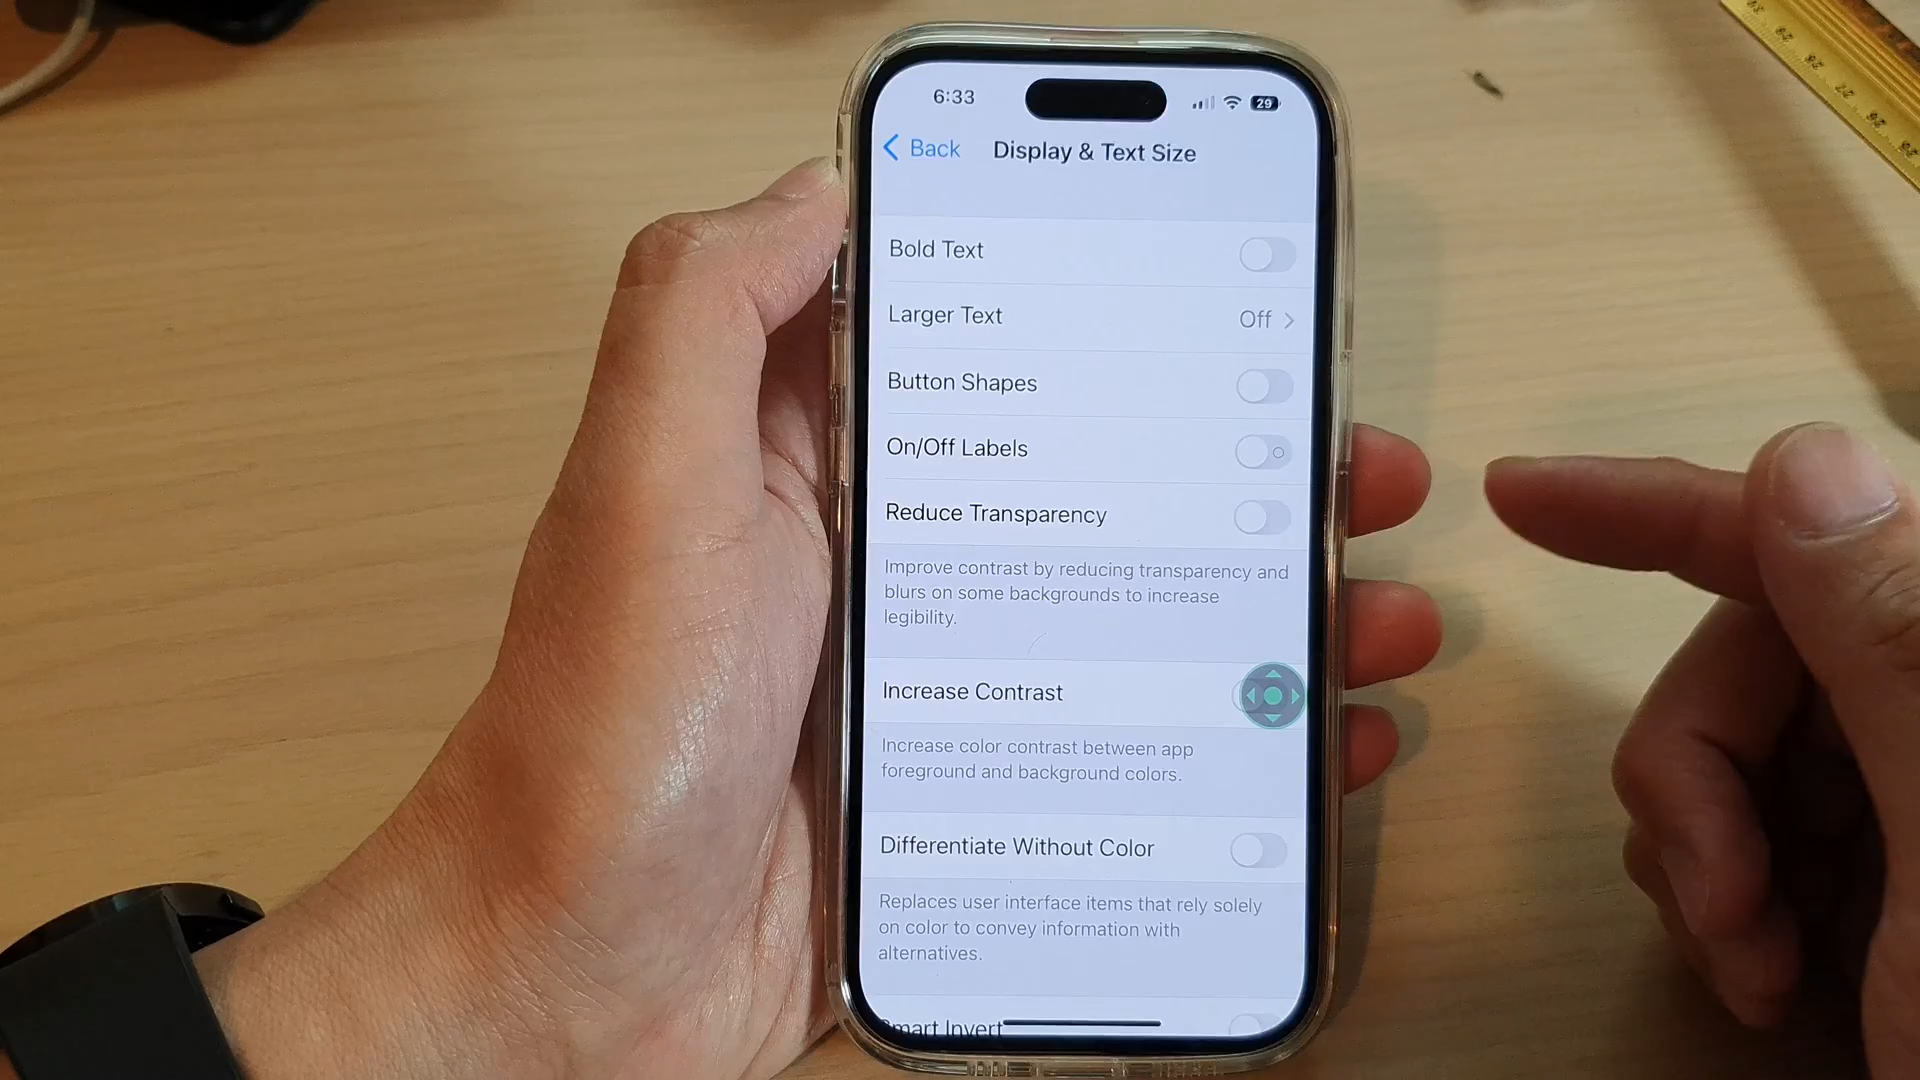 6:33
29
Back
Display & Text Size
Bold Text
Larger Text
Off
Button Shapes
On/Off Labels
Reduce Transparency
Improve contrast by reducing transparency and
blurs on some backgrounds to increase
legibility.
Increase Contrast
Increase color contrast between app
foreground and background colors.
Differentiate Without Color
Replaces user interface items that rely solely
on color to convey information with
alternatives.
Smart Invert